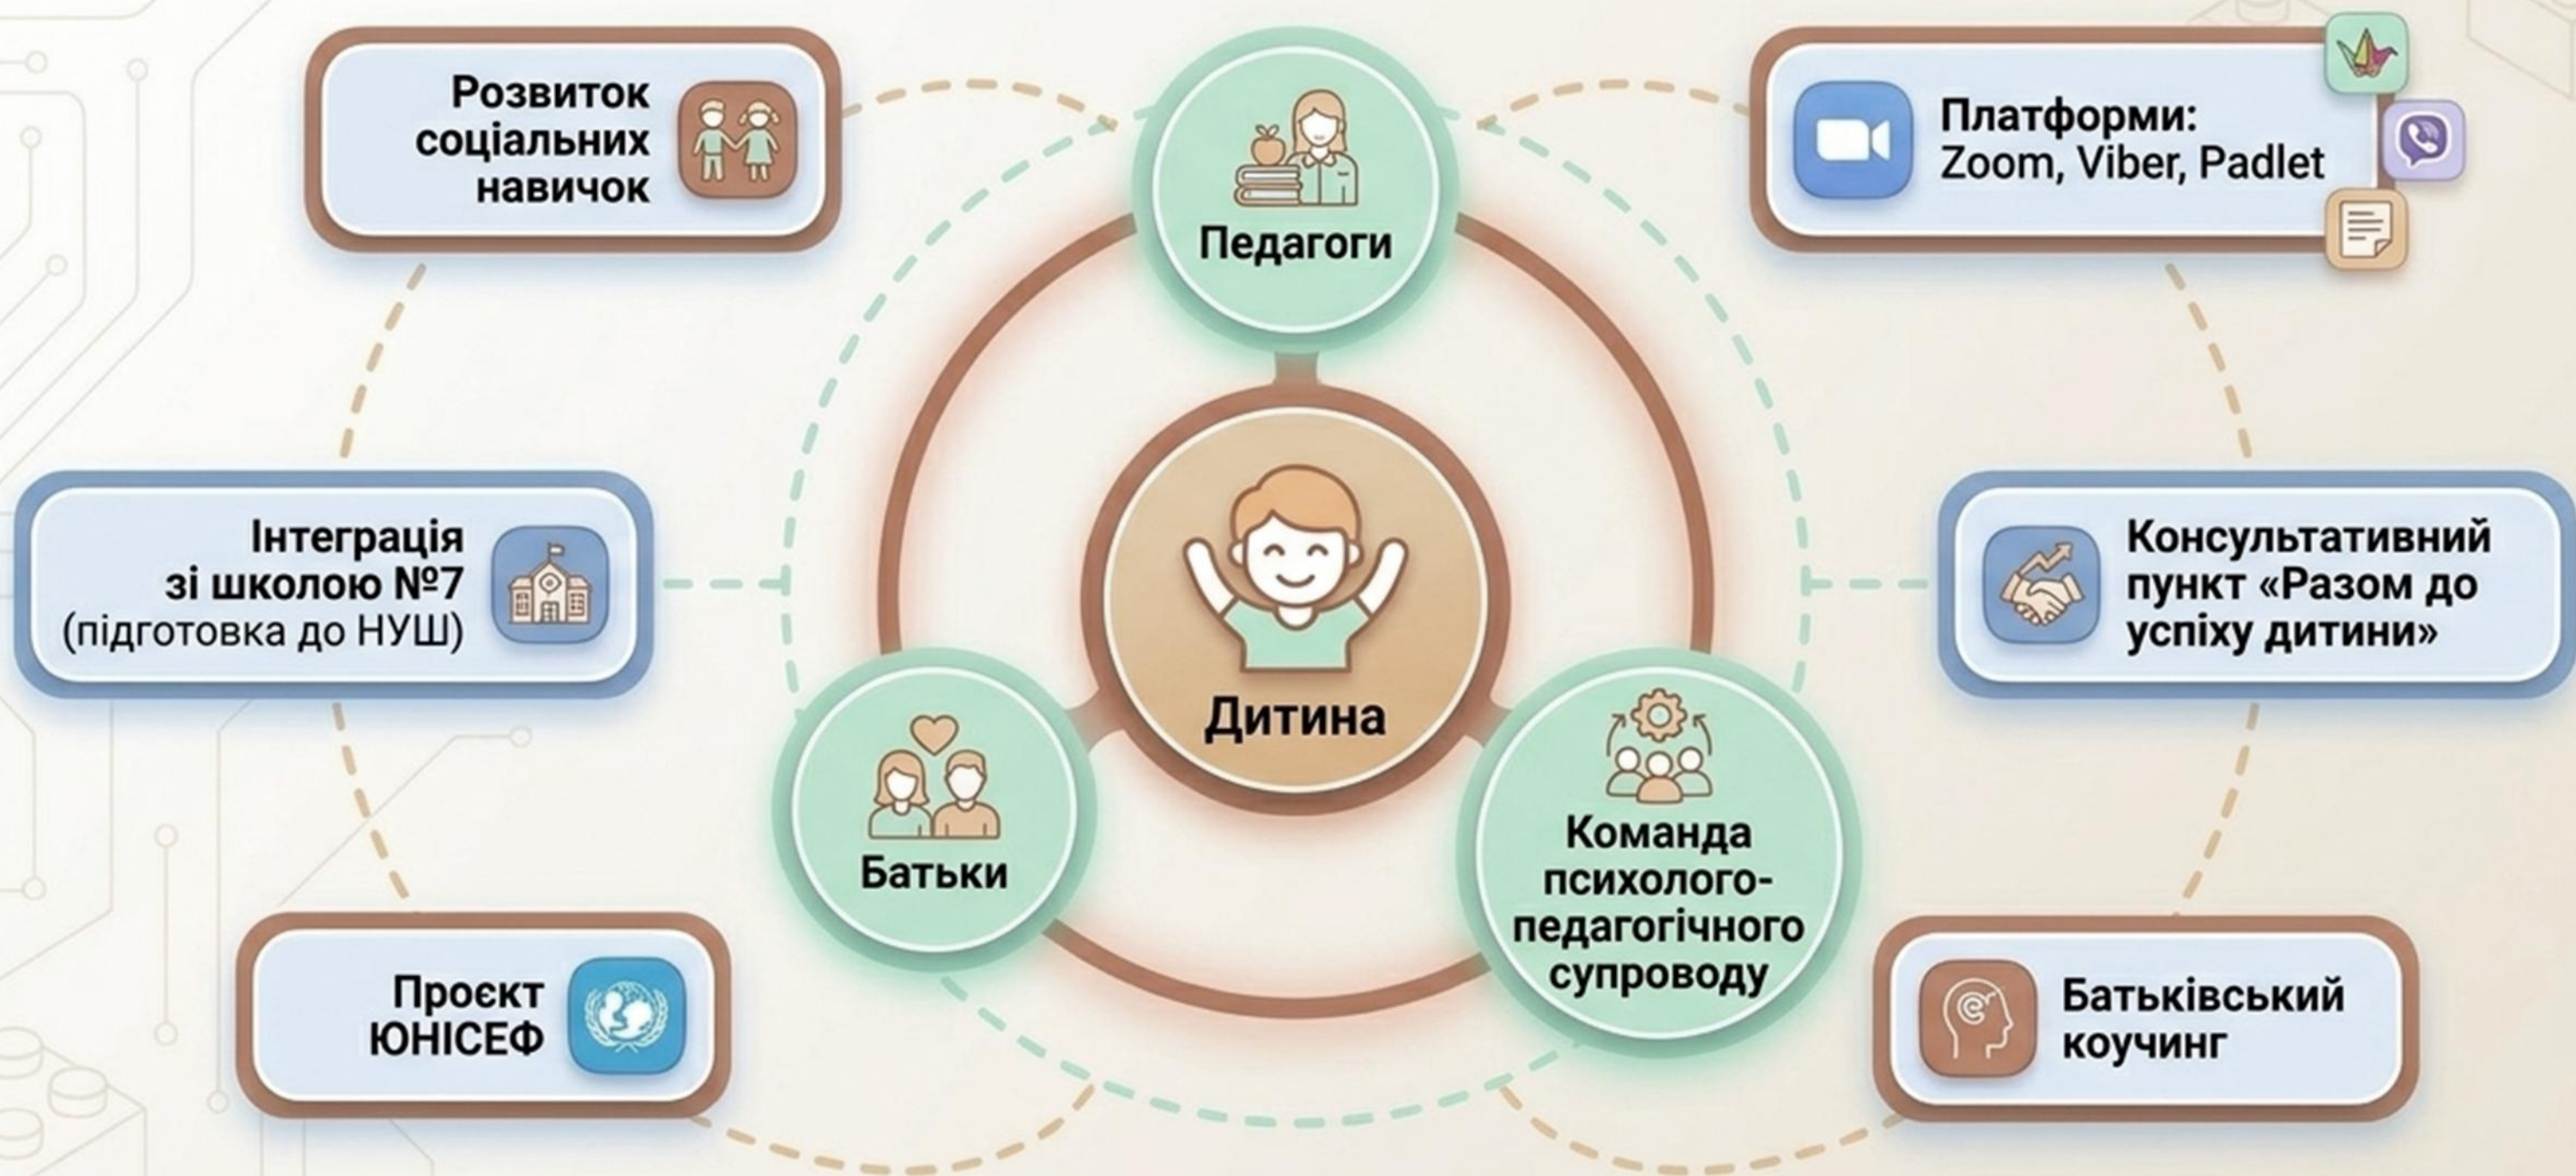 Розвиток
соціальних
навичок
Педагоги
Платформи:
Zoom, Viber, Padlet
Інтеграція
зі школою №7
(підготовка до НУШ)
Дитина
Консультативний
пункт «Разом до
успіху дитини»
Батьки
Команда
психолого-
педагогічного
супроводу
Проєкт
ЮНІСЕФ
Батьківський
коучинг